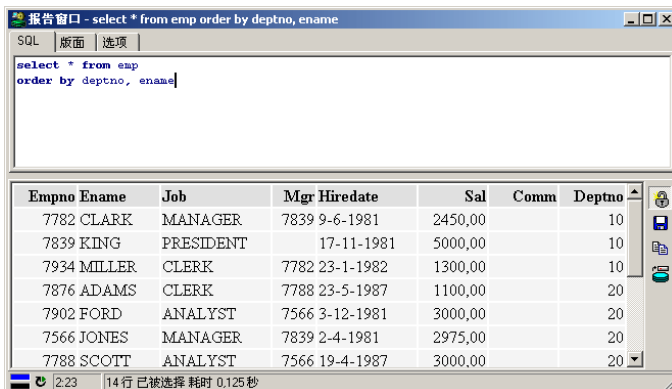 报告窗口 - select * from emp order by deptno, ename
SQL 版面 选项
select * from emp
order by deptno, ename
Empno Ename Job Mgr Hiredate Sal Comm Deptno
7782 CLARK MANAGER 7839 9-6-1981 2450,00 10
7839 KING PRESIDENT 17-11-1981 5000,00 10
7934 MILLER CLERK 7782 23-1-1982 1300,00 10
7876 ADAMS CLERK 7788 23-5-1987 1100,00 20
7902 FORD ANALYST 7566 3-12-1981 3000,00 20
7566 JONES MANAGER 7839 2-4-1981 2975,00 20
7788 SCOTT ANALYST 7566 19-4-1987 3000,00 20
2:23 14 行 已被选择 耗时 0,125 秒